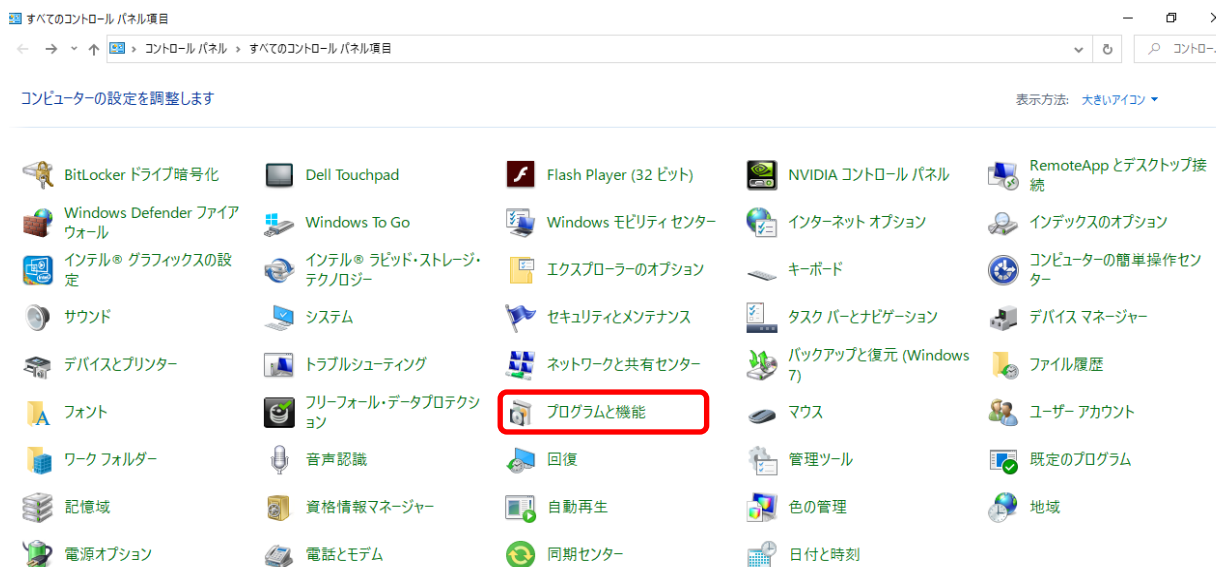 すべてのコントロール パネル項目
コントロール パネル › すべてのコントロール パネル項目
コントロー
コンピューターの設定を調整します
表示方法: 大きいアイコン
BitLocker ドライブ暗号化
Dell Touchpad
Flash Player (32 ビット)
NVIDIA コントロール パネル
RemoteApp とデスクトップ接
続
Windows Defender ファイア
ウォール
Windows To Go
Windows モビリティ センター
インターネット オプション
インデックスのオプション
インテル® グラフィックスの設
定
インテル® ラピッド・ストレージ・
テクノロジー
エクスプローラーのオプション
キーボード
コンピューターの簡単操作セン
ター
サウンド
システム
セキュリティとメンテナンス
タスク バーとナビゲーション
デバイス マネージャー
デバイスとプリンター
トラブルシューティング
ネットワークと共有センター
バックアップと復元 (Windows
7)
ファイル履歴
フォント
フリーフォール・データプロテクシ
ョン
プログラムと機能
マウス
ユーザー アカウント
ワーク フォルダー
音声認識
回復
管理ツール
既定のプログラム
記憶域
資格情報マネージャー
自動再生
色の管理
地域
電源オプション
電話とモデム
同期センター
日付と時刻